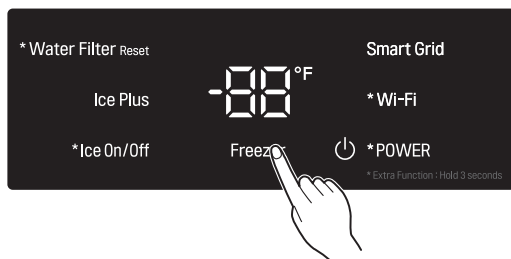 * Water Filter Reset
Ice Plus
*Ice On/Off
-88°F
Freezer
Smart Grid
* Wi-Fi
* POWER
* Extra Function : Hold 3 seconds